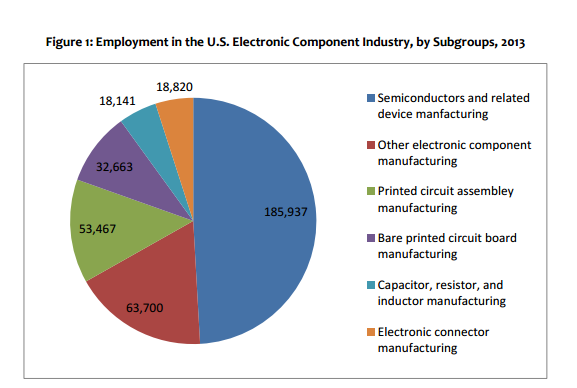 Figure 1: Employment in the U.S. Electronic Component Industry, by Subgroups, 2013
18,820
18,141
32,663
53,467
63,700
185,937
Semiconductors and related
device manfacturing
Other electronic component
manufacturing
Printed circuit assembley
manufacturing
Bare printed circuit board
manufacturing
Capacitor, resistor, and
inductor manufacturing
Electronic connector
manufacturing